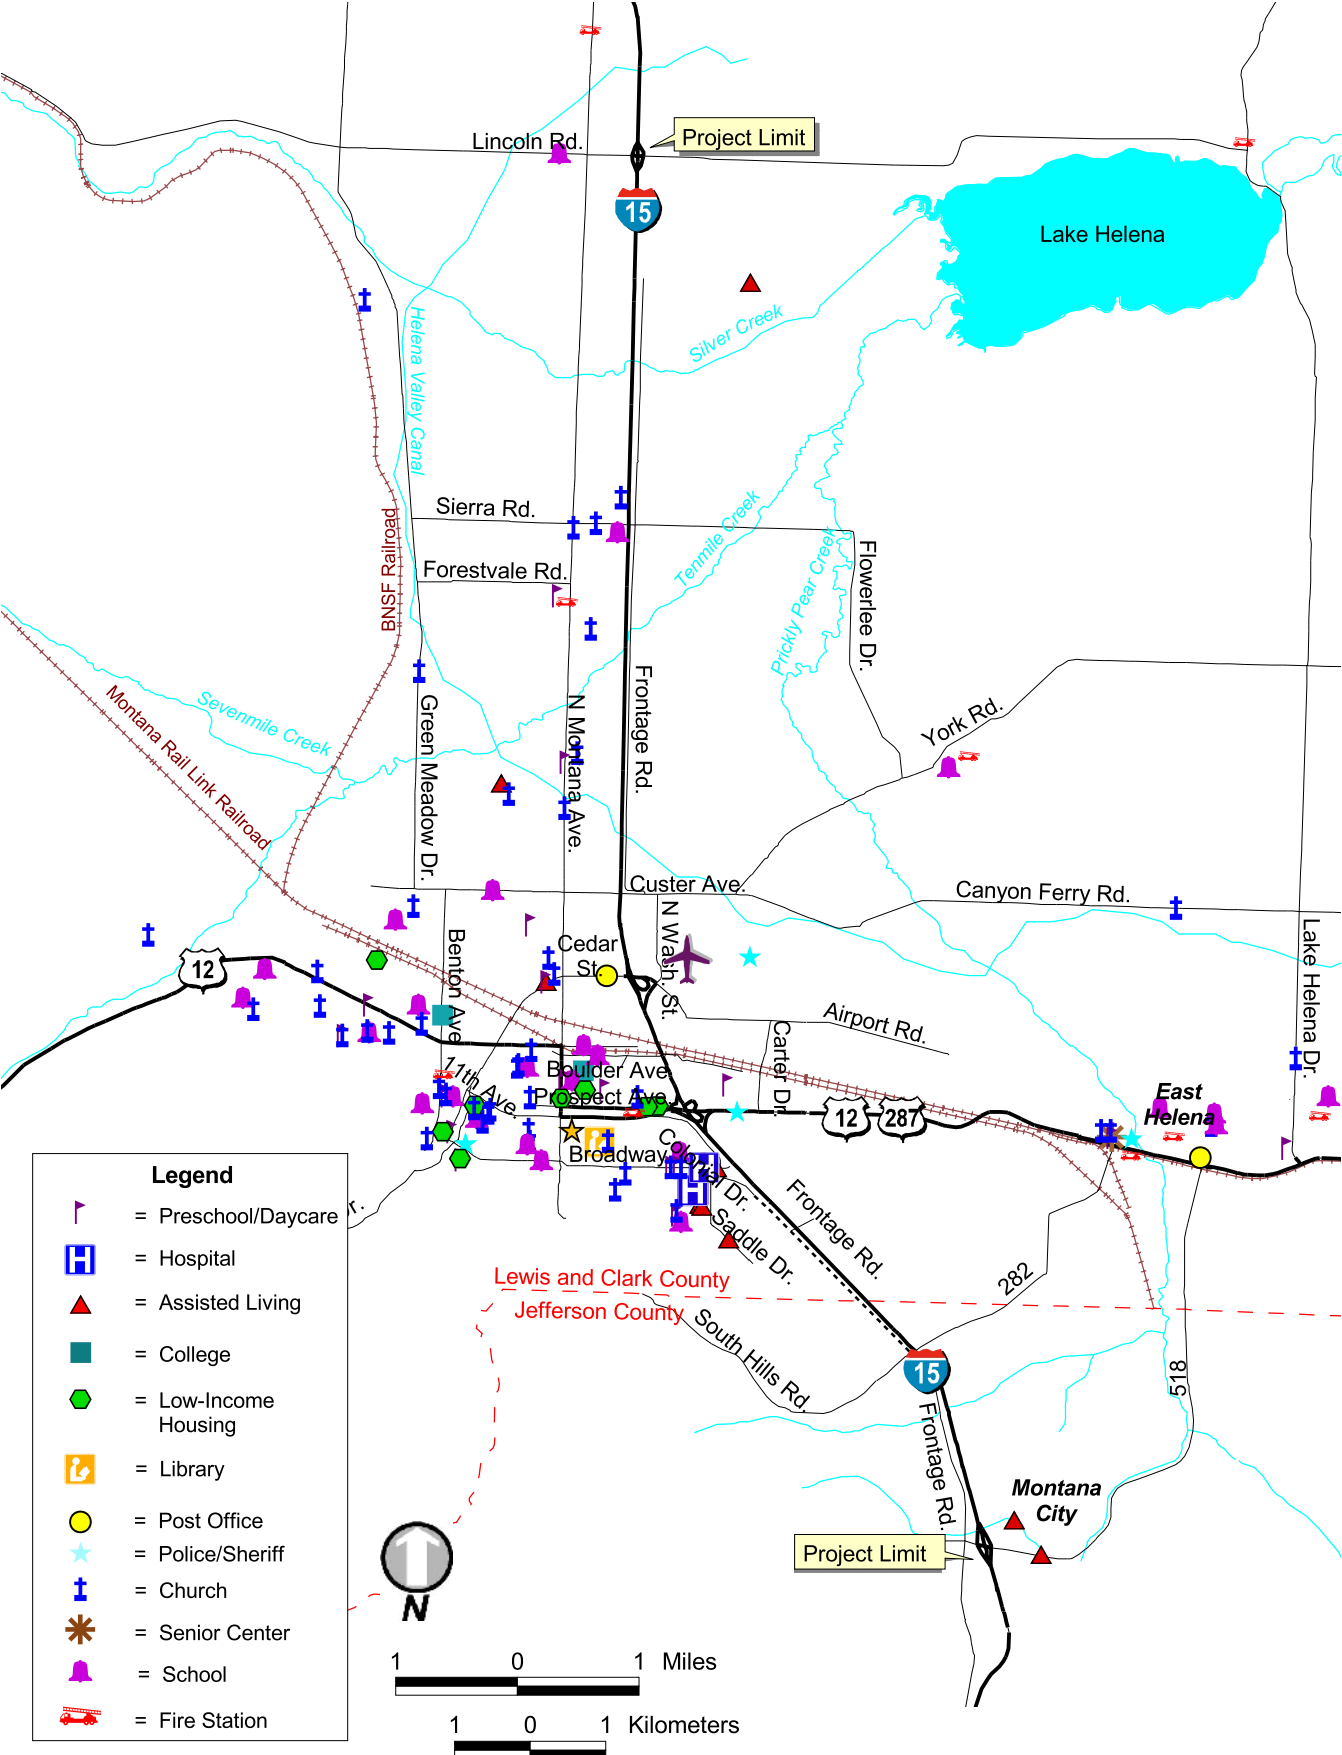 Lincoln Rd.
Project Limit
15
Lake Helena
Silver Creek
Helena Valley Canal
Sierra Rd.
Tenmile Creek
BNSF Railroad
Prickly Pear Creek
Flowerlee Dr.
Forestvale Rd.
Frontage Rd.
Montana Rail Link Railroad
Sevenmile Creek
Green Meadow Dr.
N Montana Ave.
York Rd.
Custer Ave.
Canyon Ferry Rd.
N Wash. St.
Lake Helena Dr.
Benton Ave.
Cedar
St.
12
Airport Rd.
Carter Dr.
11th Ave.
Boulder Ave.
Prospect Ave.
12
287
East
Helena
Broadway
Colonial Dr.
Saddle Dr.
Frontage Rd.
r.
Lewis and Clark County
Jefferson County
282
South Hills Rd.
15
518
Frontage Rd.
Montana
City
Project Limit
Legend
= Preschool/Daycare
H
= Hospital
= Assisted Living
= College
= Low-Income
Housing
= Library
= Post Office
= Police/Sheriff
= Church
= Senior Center
= School
= Fire Station
N
1 0 1 Miles
1 0 1 Kilometers